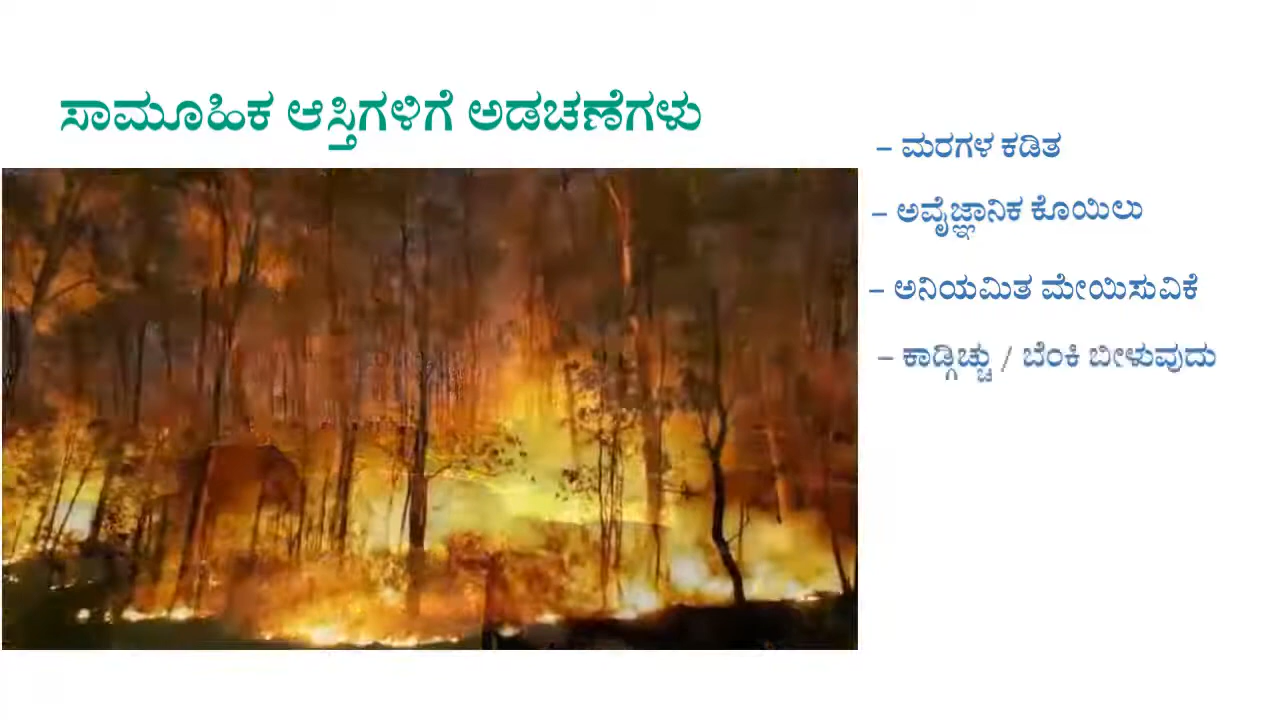 ಸಾಮೂಹಿಕ ಆಸ್ತಿಗಳಿಗೆ ಅಡಚಣೆಗಳು
– ಮರಗಳ ಕಡಿತ
– ಅವೈಜ್ಞಾನಿಕ ಕೊಯಿಲು
– ಅನಿಯಮಿತ ಮೇಯಿಸುವಿಕೆ
– ಕಾಡ್ಗಿಚ್ಚು / ಬೆಂಕಿ ಬೀಳುವುದು